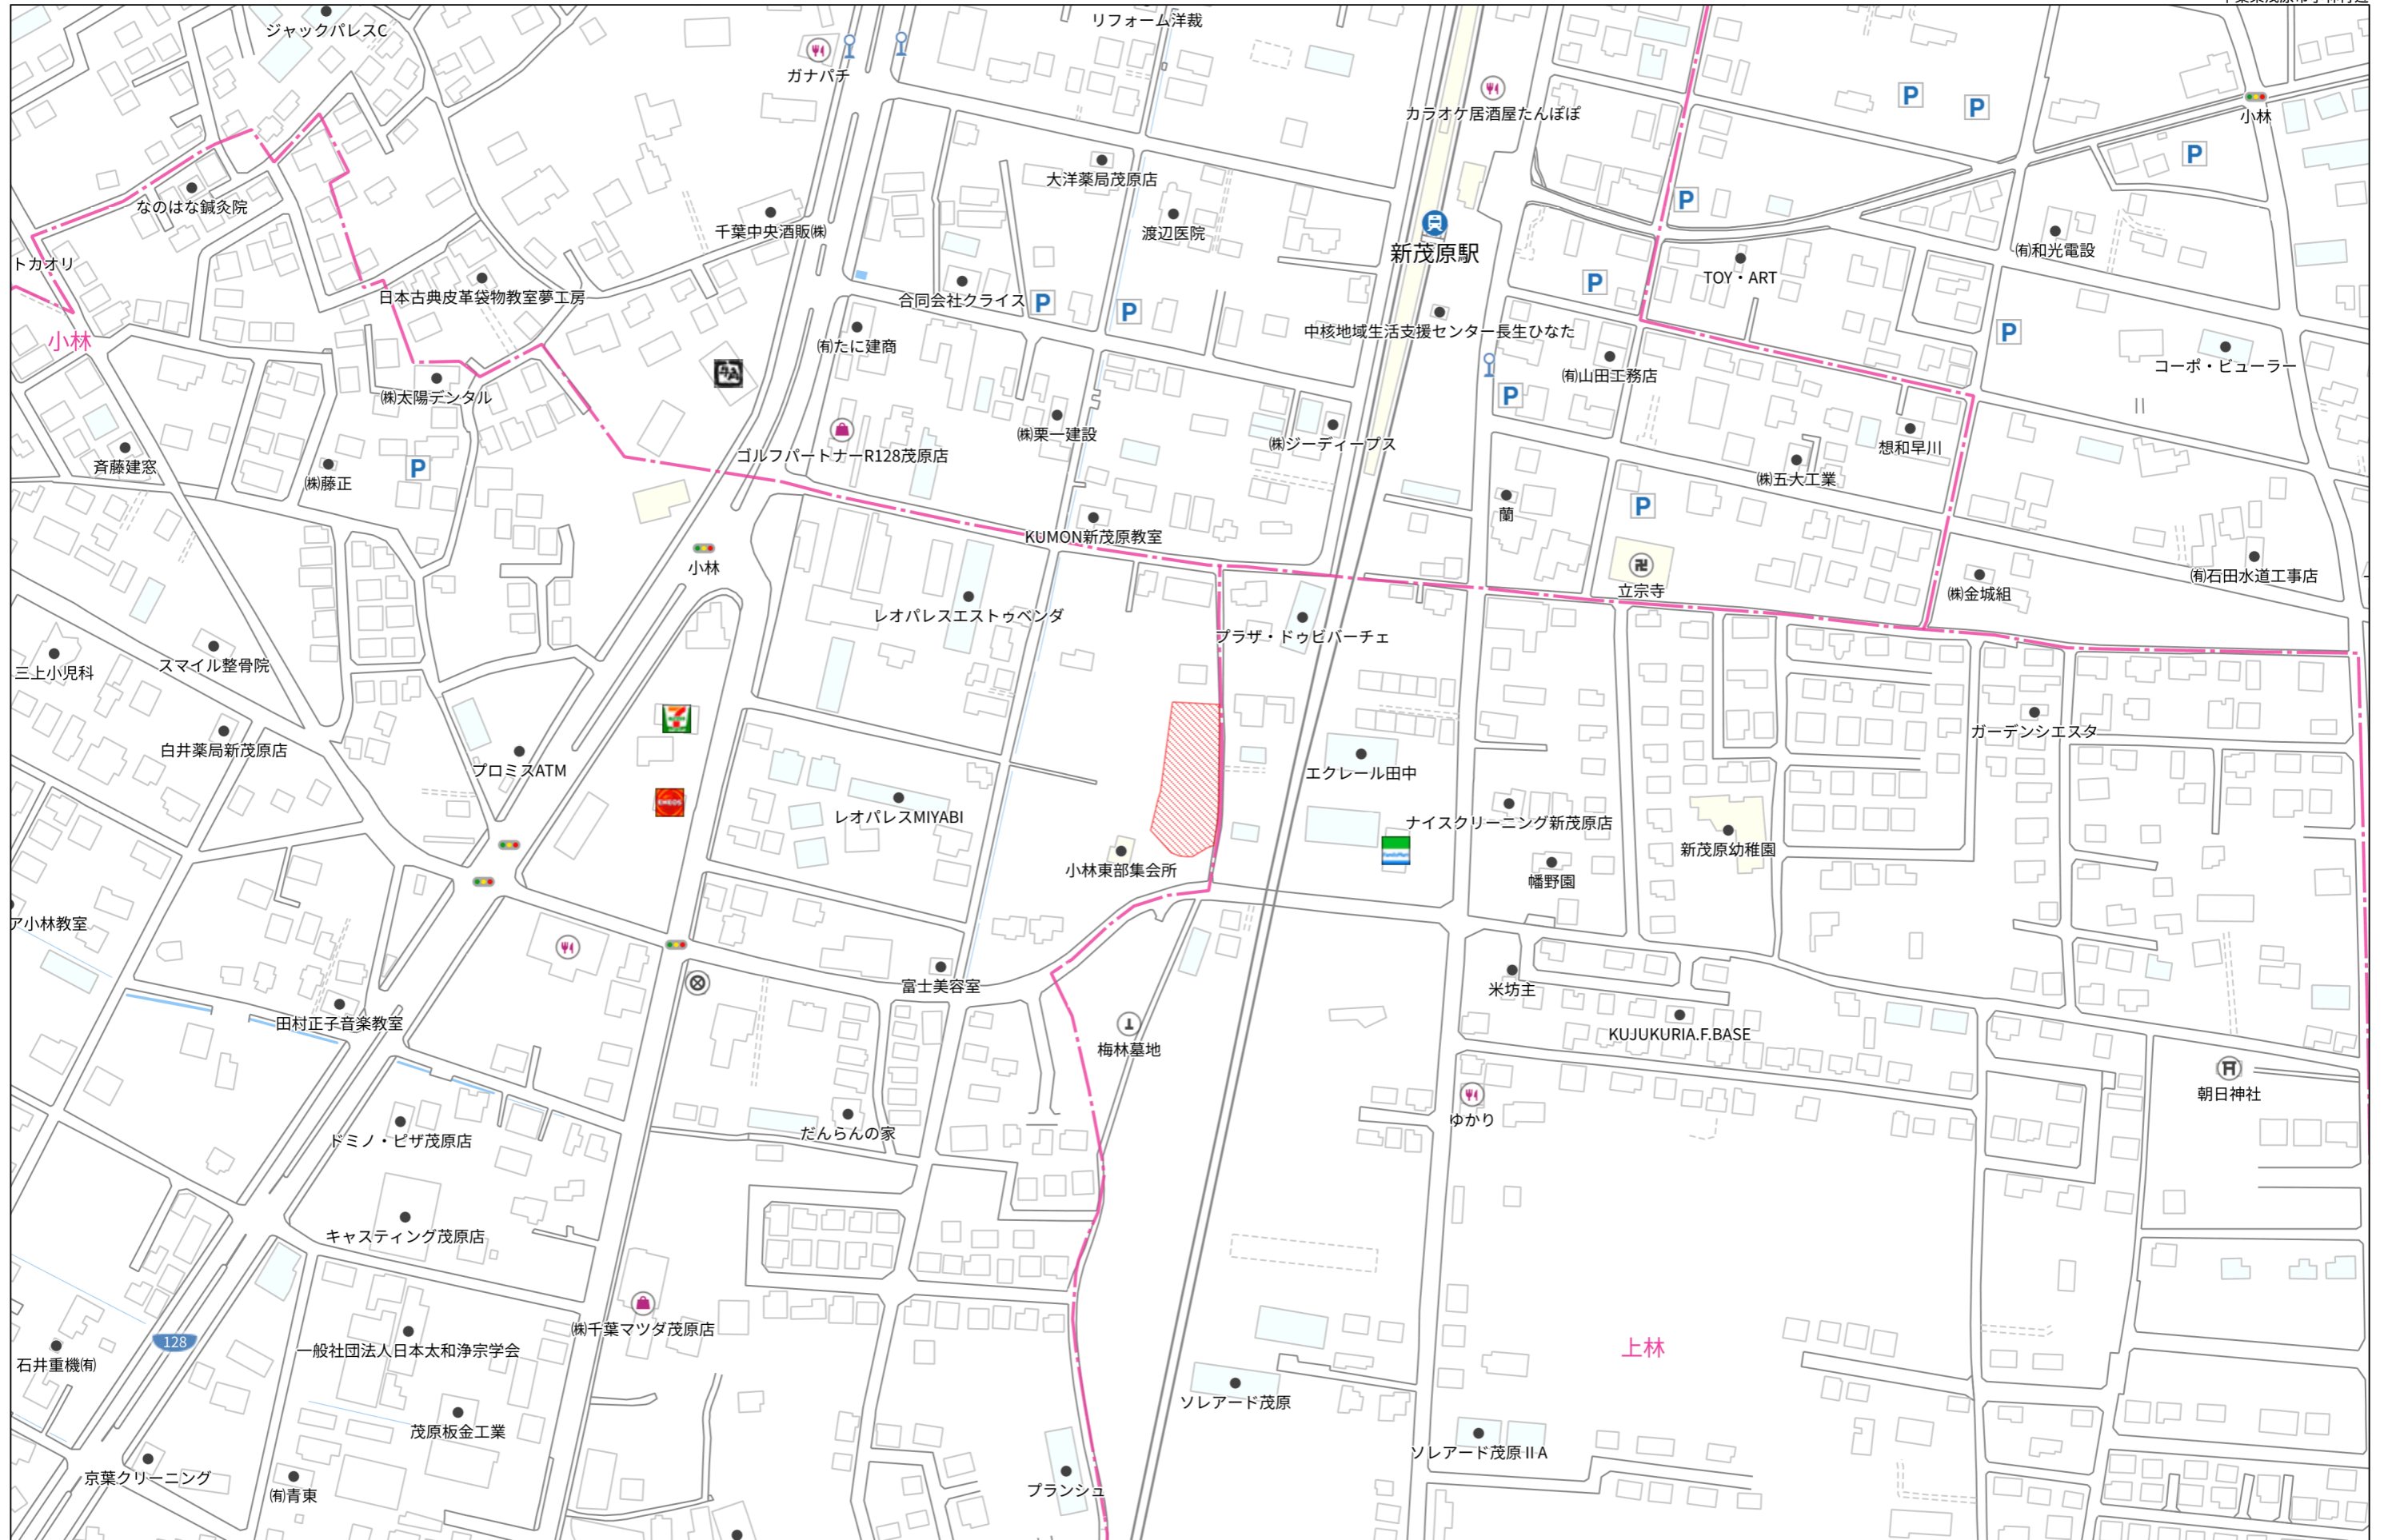 ジャックパレスC
リフォーム洋裁
ガナパチ
カラオケ居酒屋たんぽぽ
P
P
小林
P
大洋薬局茂原店
なのはな鍼灸院
千葉中央酒販㈱
渡辺医院
P
新茂原駅
㈲和光電設
トカオリ
TOY・ART
日本古典皮革袋物教室夢工房
合同会社クライス
P
P
P
中核地域生活支援センター長生ひなた
P
小林
㈲たに建商
㈲山田工務店
コーポ・ビューラー
㈱太陽デンタル
P
㈱栗一建設
㈱ジーディープス
想和早川
ゴルフパートナーR128茂原店
斉藤建窓
P
㈱藤正
㈱五大工業
蘭
P
KUMON新茂原教室
小林
立宗寺
㈲石田水道工事店
㈱金城組
レオパレスエストゥベンダ
プラザ・ドゥビバーチェ
スマイル整骨院
三上小児科
白井薬局新茂原店
ガーデンシエスタ
プロミスATM
エクレール田中
ENEOS
レオパレスMIYABI
ナイスクリーニング新茂原店
新茂原幼稚園
FamilyMart
小林東部集会所
幡野園
ア小林教室
富士美容室
米坊主
田村正子音楽教室
梅林墓地
KUJUKURIA.F.BASE
朝日神社
ゆかり
だんらんの家
ドミノ・ピザ茂原店
キャスティング茂原店
㈱千葉マツダ茂原店
128
一般社団法人日本太和浄宗学会
上林
石井重機㈲
ソレアード茂原
茂原板金工業
ソレアード茂原ⅡA
京葉クリーニング
㈲青東
プランシュ